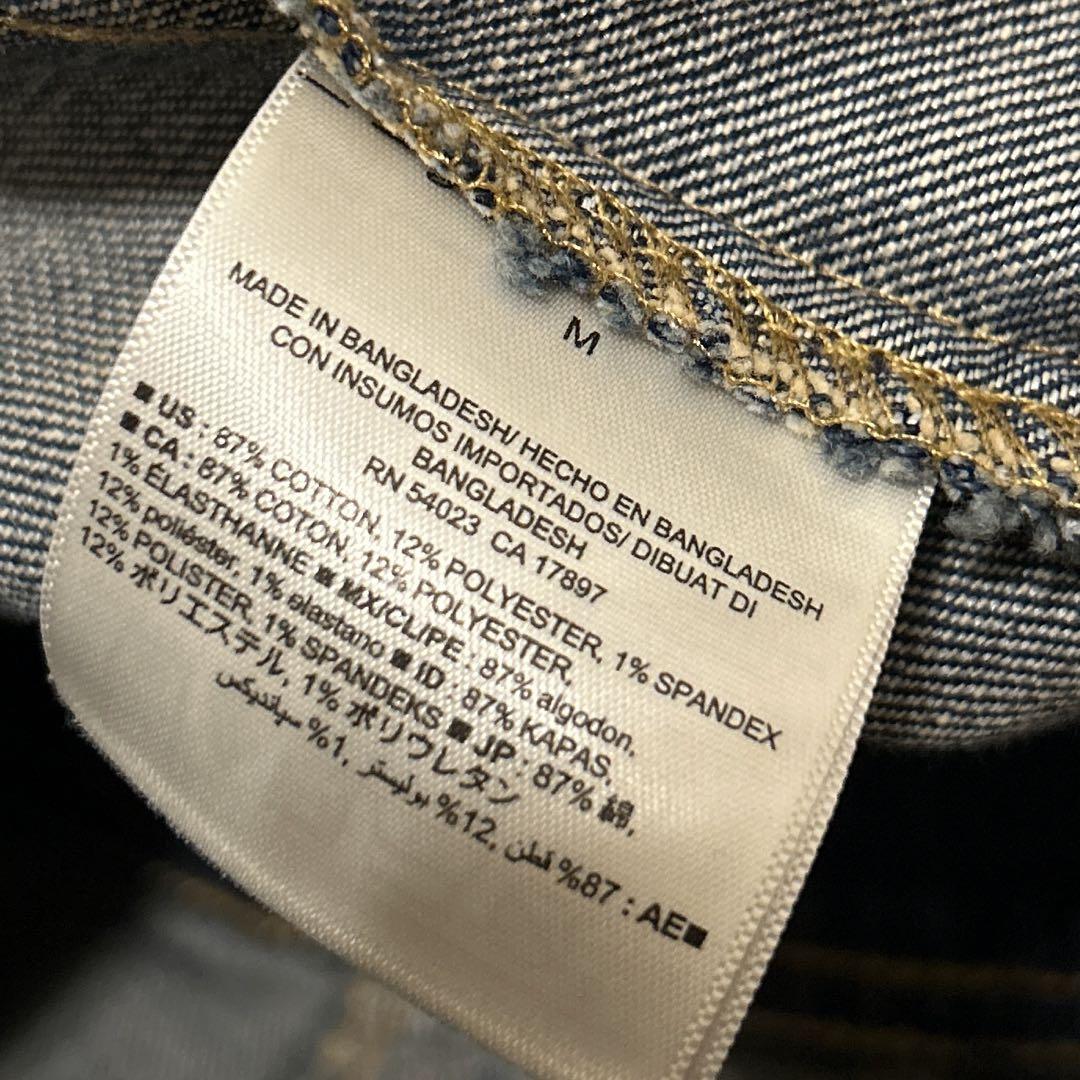 M
MADE IN BANGLADESH/ HECHO EN BANGLADESH
CON INSUMOS IMPORTADOS/ DIBUAT DI
BANGLADESH
RN 54023 CA 17897
■ US : 87% COTTON, 12% POLYESTER, 1% SPANDEX
■ CA : 87% COTON, 12% POLYESTER,
1% ÉLASTHANNE ■ MX/CL/PE : 87% algodon,
12% poliéster, 1% elastano ■ ID : 87% KAPAS,
12% POLISTER, 1% SPANDEKS ■ JP : 87% 綿,
12% ポリエステル, 1% ポリウレタン
■AE : 87% قطن, 12% بوليستر, 1% سباندیکس